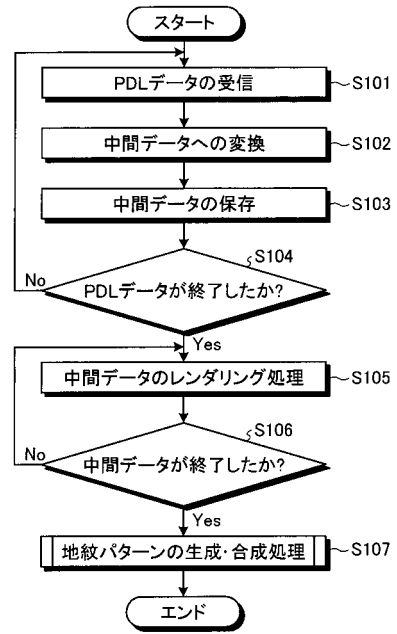 スタート
PDLデータの受信 S101
中間データへの変換 S102
中間データの保存 S103
S104
PDLデータが終了したか?
No
Yes
中間データのレンダリング処理 S105
S106
中間データが終了したか?
No
Yes
地紋パターンの生成・合成処理 S107
エンド